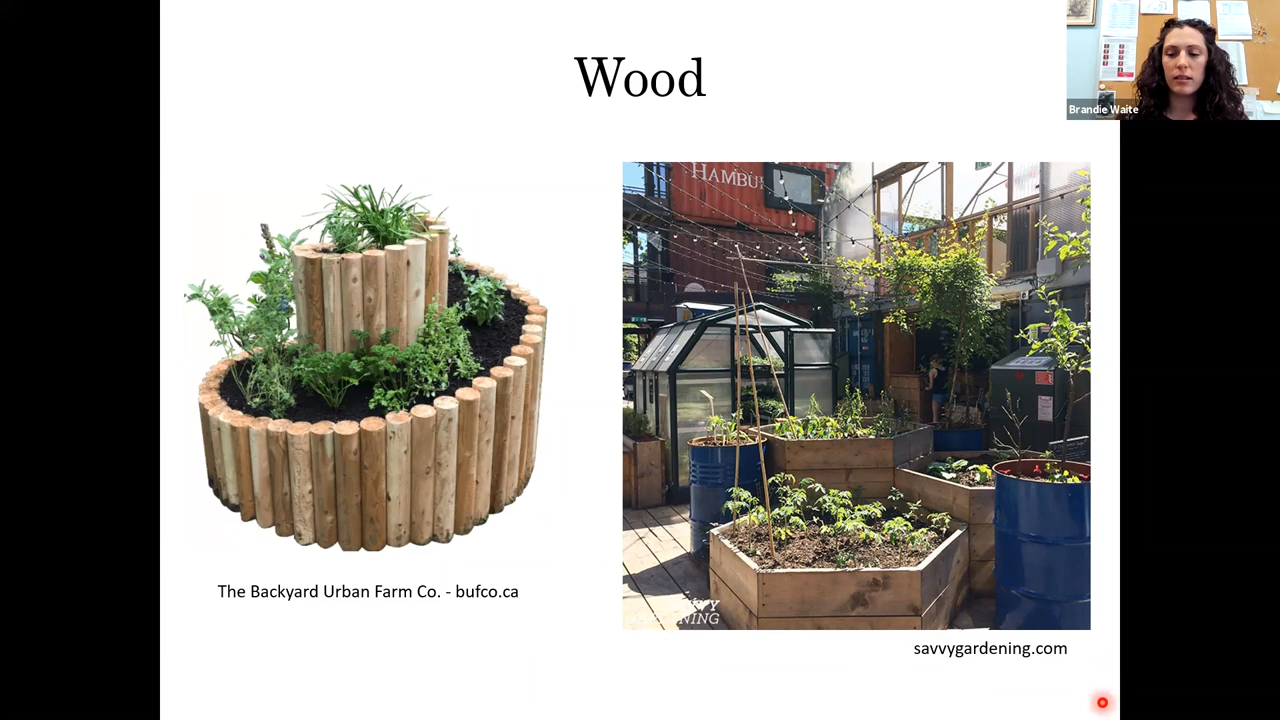 Wood
Brandie Waite
HAMBU
The Backyard Urban Farm Co. - bufco.ca
savvygardening.com